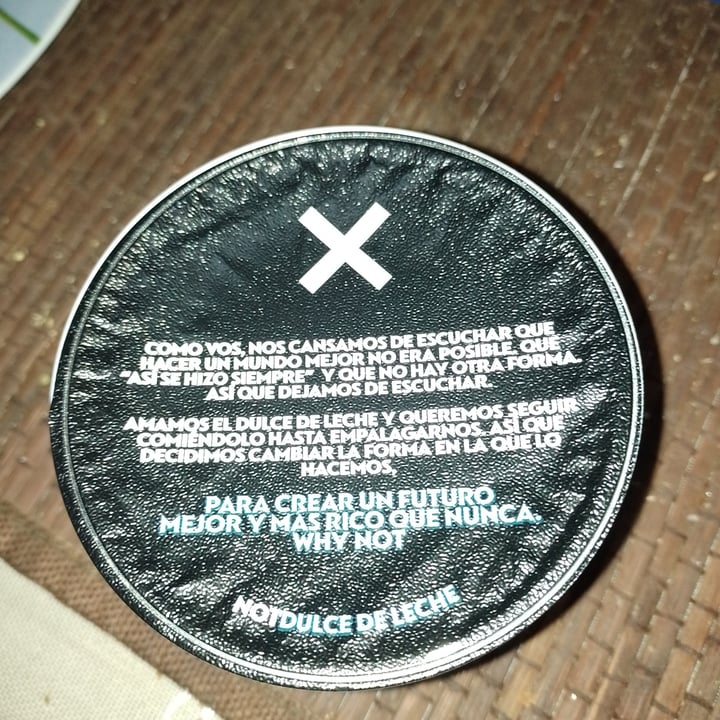 COMO VOS, NOS CANSAMOS DE ESCUCHAR QUE
HACER UN MUNDO MEJOR NO ERA POSIBLE. QUE
"ASÍ SE HIZO SIEMPRE" Y QUE NO HAY OTRA FORMA.
ASÍ QUE DEJAMOS DE ESCUCHAR.
AMAMOS EL DULCE DE LECHE Y QUEREMOS SEGUIR
COMIÉNDOLO HASTA EMPALAGARNOS. ASÍ QUE
DECIDIMOS CAMBIAR LA FORMA EN LA QUE LO
HACEMOS,
PARA CREAR UN FUTURO
MEJOR Y MAS RICO QUE NUNCA.
WHY NOT
NOTDULCE DE LECHE